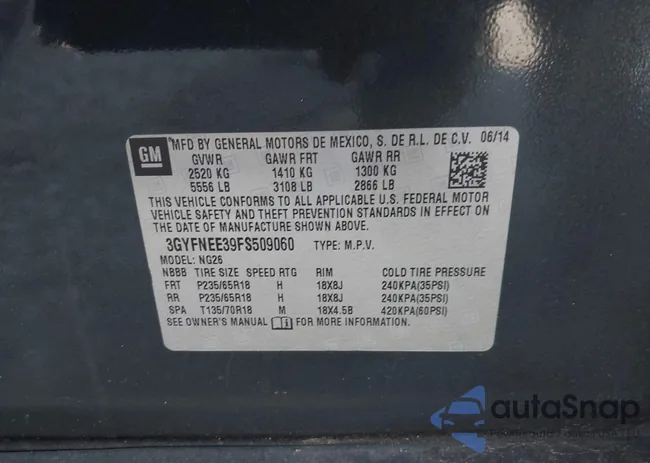 GM
MFD BY GENERAL MOTORS DE MEXICO, S. DE R.L. DE C.V. 06/14
GVWR GAWR FRT GAWR RR
2520 KG 1410 KG 1300 KG
5556 LB 3108 LB 2866 LB
THIS VEHICLE CONFORMS TO ALL APPLICABLE U.S. FEDERAL MOTOR
VEHICLE SAFETY AND THEFT PREVENTION STANDARDS IN EFFECT ON
THE DATE OF MANUFACTURE SHOWN ABOVE.
3GYFNEE39FS509060 TYPE: M.P.V.
MODEL: NG26
NBBB TIRE SIZE SPEED RTG RIM COLD TIRE PRESSURE
FRT P235/65R18 H 18X8J 240KPA(35PSI)
RR P235/65R18 H 18X8J 240KPA(35PSI)
SPA T135/70R18 M 18X4.5B 420KPA(60PSI)
SEE OWNER'S MANUAL FOR MORE INFORMATION.
autaSnap